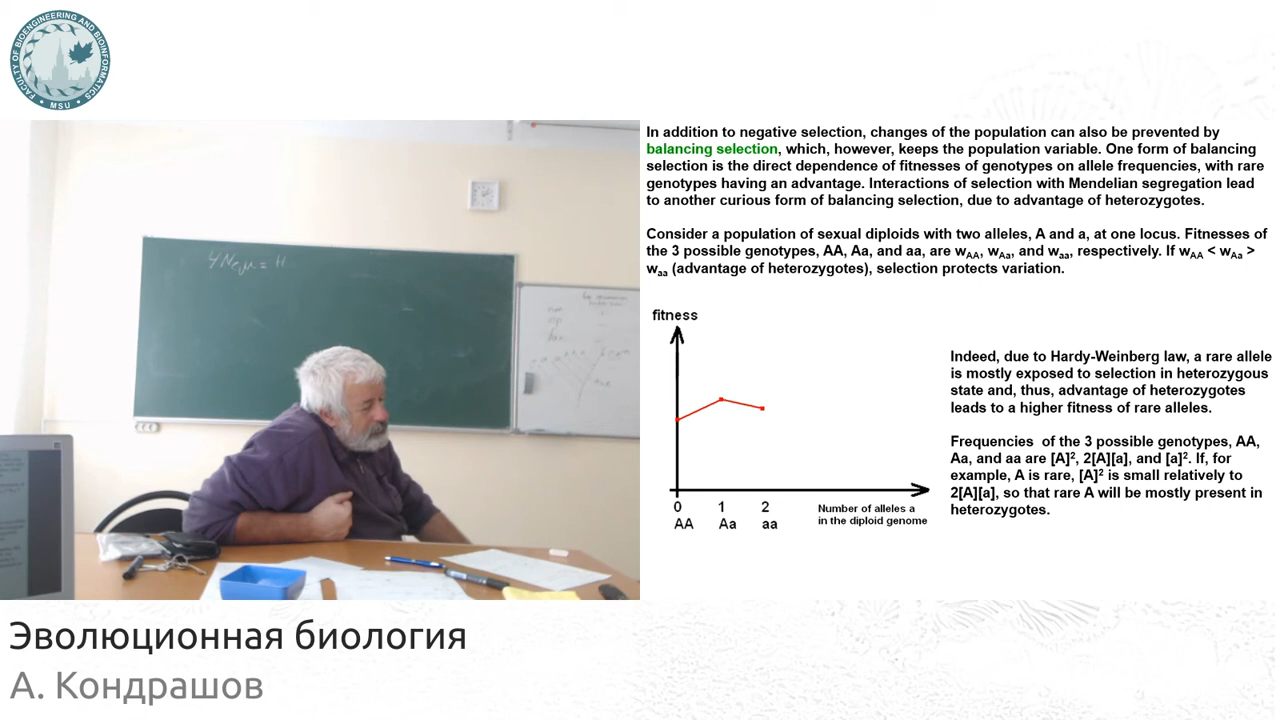 FACULTY OF BIOENGINEERING AND BIOINFORMATICS
• MSU •
In addition to negative selection, changes of the population can also be prevented by
balancing selection, which, however, keeps the population variable. One form of balancing
selection is the direct dependence of fitnesses of genotypes on allele frequencies, with rare
genotypes having an advantage. Interactions of selection with Mendelian segregation lead
to another curious form of balancing selection, due to advantage of heterozygotes.
Consider a population of sexual diploids with two alleles, A and a, at one locus. Fitnesses of
the 3 possible genotypes, AA, Aa, and aa, are wAA, wAa, and waa, respectively. If wAA < wAa >
waa (advantage of heterozygotes), selection protects variation.
fitness
0 1 2
AA Aa aa
Number of alleles a
in the diploid genome
Indeed, due to Hardy-Weinberg law, a rare allele
is mostly exposed to selection in heterozygous
state and, thus, advantage of heterozygotes
leads to a higher fitness of rare alleles.
Frequencies of the 3 possible genotypes, AA,
Aa, and aa are [A]², 2[A][a], and [a]². If, for
example, A is rare, [A]² is small relatively to
2[A][a], so that rare A will be mostly present in
heterozygotes.
4Neμ = H
Эволюционная биология
А. Кондрашов